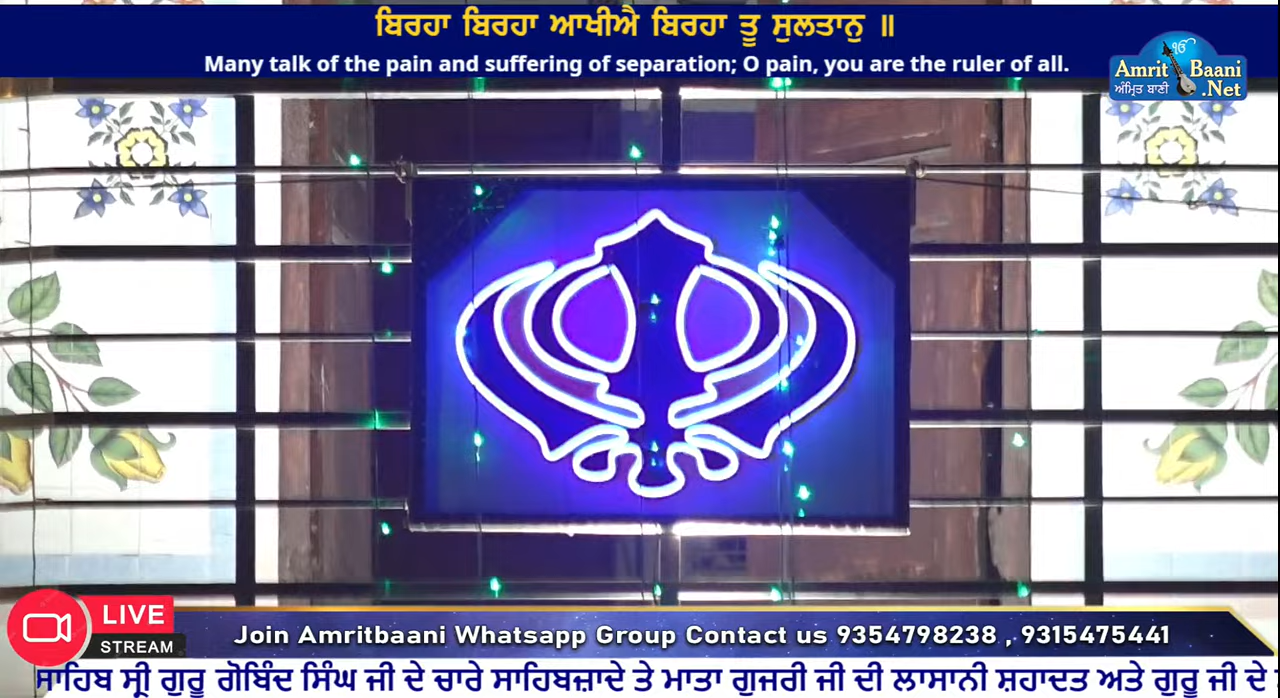 ਬਿਰਹਾ ਬਿਰਹਾ ਆਖੀਐ ਬਿਰਹਾ ਤੂ ਸੁਲਤਾਨੁ ॥
Many talk of the pain and suffering of separation; O pain, you are the ruler of all.
ੴ
Amrit Baani
ਅੰਮ੍ਰਿਤ ਬਾਣੀ .Net
LIVE
STREAM
Join Amritbaani Whatsapp Group Contact us 9354798238 , 9315475441
ਸਾਹਿਬ ਸ੍ਰੀ ਗੁਰੂ ਗੋਬਿੰਦ ਸਿੰਘ ਜੀ ਦੇ ਚਾਰੇ ਸਾਹਿਬਜ਼ਾਦੇ ਤੇ ਮਾਤਾ ਗੁਜਰੀ ਜੀ ਦੀ ਲਾਸਾਨੀ ਸ਼ਹਾਦਤ ਅਤੇ ਗੁਰੂ ਜੀ ਦੇ